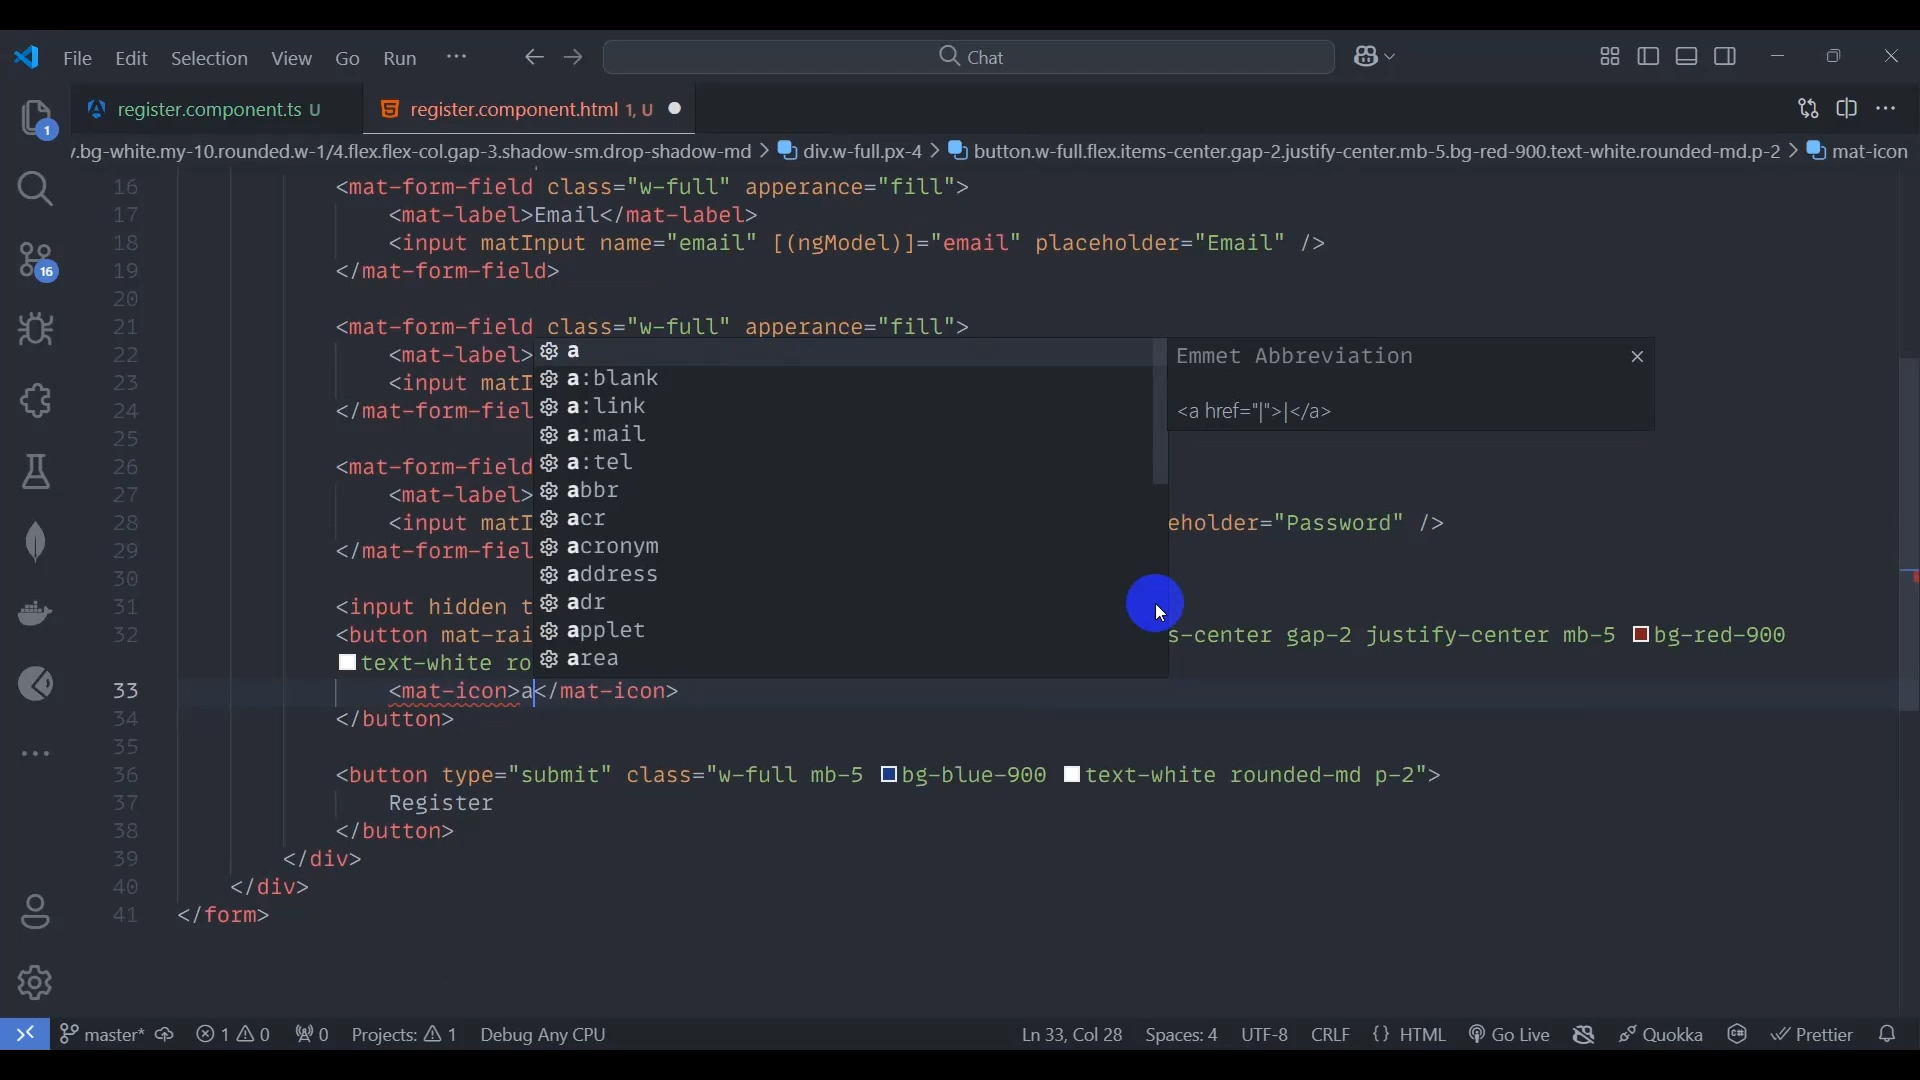 File Edit Selection View Go Run ··· Chat
register.component.ts U register.component.html 1, U
1
.bg-white.my-10.rounded.w-1/4.flex.flex-col.gap-3.shadow-sm.drop-shadow-md > div.w-full.px-4 > button.w-full.flex.items-center.gap-2.justify-center.mb-5.bg-red-900.text-white.rounded-md.p-2 > mat-icon
16 <mat-form-field class="w-full" apperance="fill">
17 <mat-label>Email</mat-label>
18 <input matInput name="email" [(ngModel)]="email" placeholder="Email" />
16
19 </mat-form-field>
20
21 <mat-form-field class="w-full" apperance="fill">
22 <mat-label> a Emmet Abbreviation
23 <input matI a:blank
24 </mat-form-fiel a:link <a href="|">|</a>
25 a:mail
26 <mat-form-field a:tel
27 <mat-label> abbr
28 <input matI acr eholder="Password" />
29 </mat-form-fiel acronym
30 address
31 <input hidden t adr
32 <button mat-rai applet s-center gap-2 justify-center mb-5 bg-red-900
text-white ro area
33 <mat-icon>a</mat-icon>
34 </button>
35
36 <button type="submit" class="w-full mb-5 bg-blue-900 text-white rounded-md p-2">
37 Register
38 </button>
39 </div>
40 </div>
41 </form>
master* 1 0 0 Projects: 1 Debug Any CPU Ln 33, Col 28 Spaces: 4 UTF-8 CRLF {} HTML Go Live Quokka Prettier